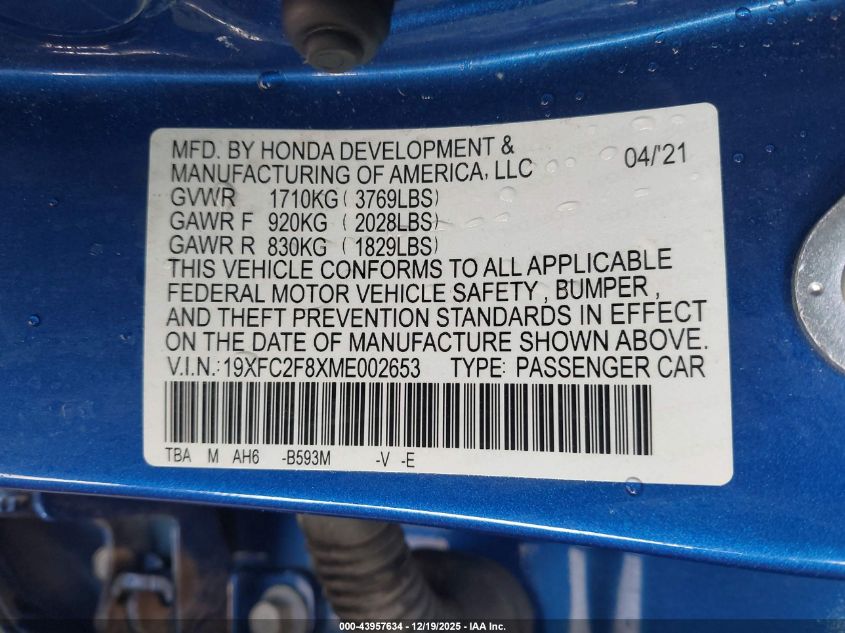 MFD. BY HONDA DEVELOPMENT &
MANUFACTURING OF AMERICA, LLC 04/'21
GVWR 1710KG ( 3769LBS)
GAWR F 920KG ( 2028LBS)
GAWR R 830KG ( 1829LBS)
THIS VEHICLE CONFORMS TO ALL APPLICABLE
FEDERAL MOTOR VEHICLE SAFETY , BUMPER ,
AND THEFT PREVENTION STANDARDS IN EFFECT
ON THE DATE OF MANUFACTURE SHOWN ABOVE.
V.I.N.:19XFC2F8XME002653 TYPE: PASSENGER CAR
TBA M AH6 -B593M -V -E
000-43957634 - 12/19/2025 - IAA Inc.